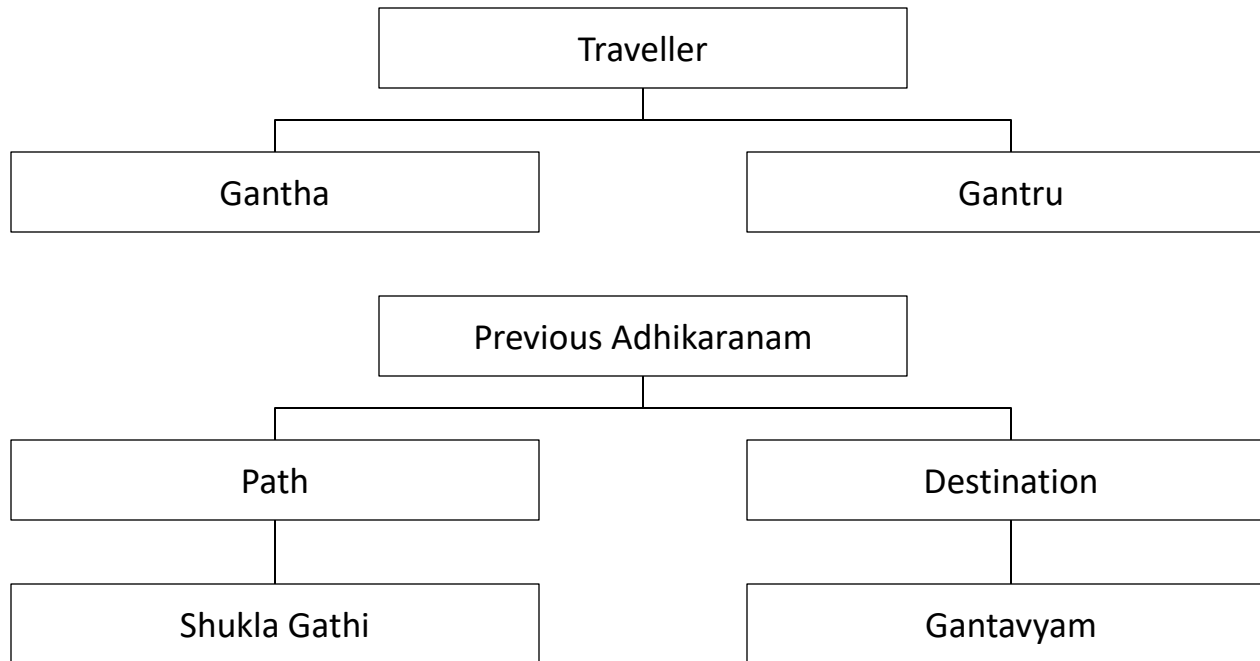 Traveller
Gantha
Gantru
Previous Adhikaranam
Path
Destination
Shukla Gathi
Gantavyam